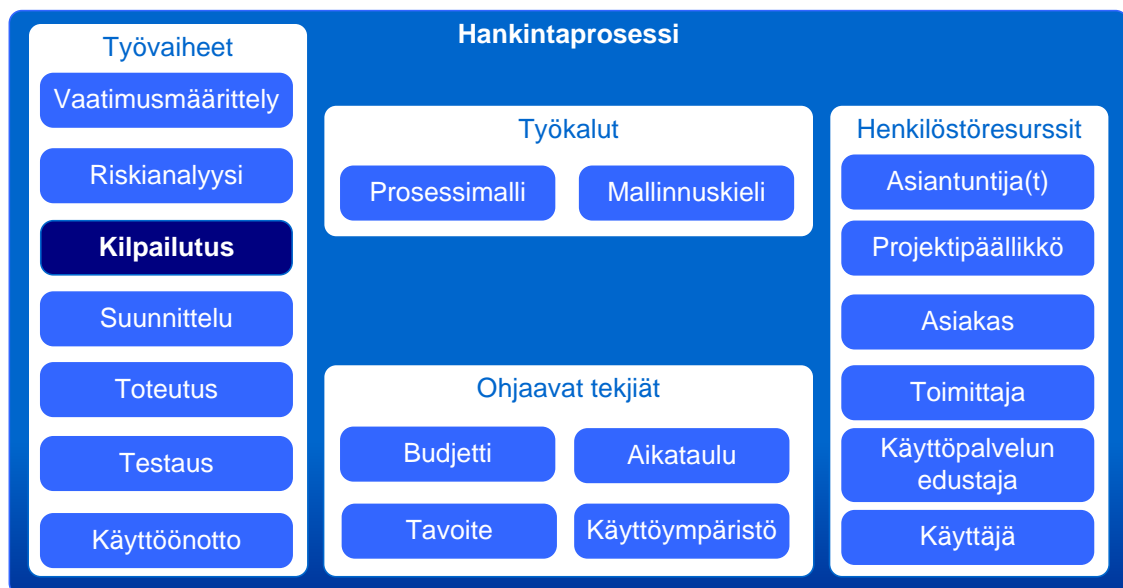 Hankintaprosessi
Työvaiheet
Vaatimusmäärittely
Riskianalyysi
Kilpailutus
Suunnittelu
Toteutus
Testaus
Käyttöönotto
Työkalut
Prosessimalli
Mallinnuskieli
Ohjaavat tekjiät
Budjetti
Aikataulu
Tavoite
Käyttöympäristö
Henkilöstöresurssit
Asiantuntija(t)
Projektipäällikkö
Asiakas
Toimittaja
Käyttöpalvelun
edustaja
Käyttäjä